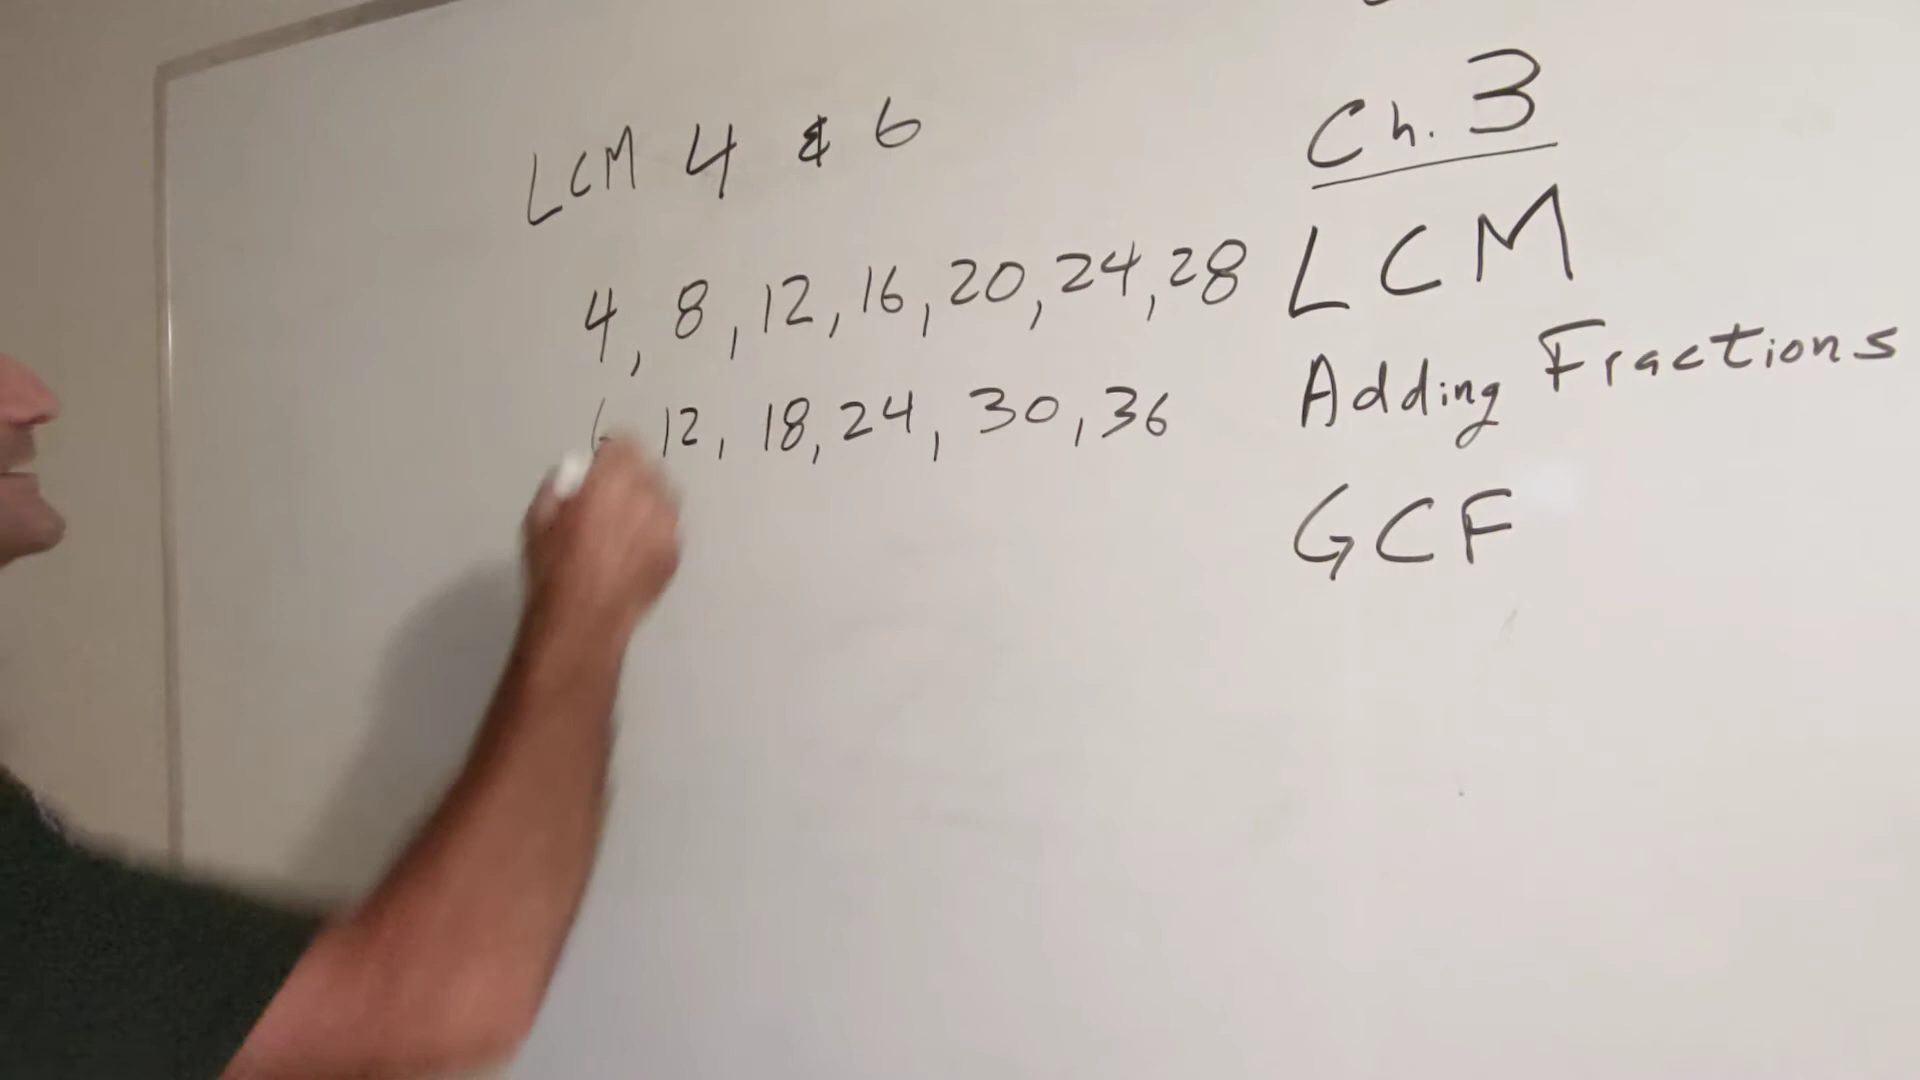 LCM 4 & 6
4, 8, 12, 16, 20, 24, 28
6 12, 18, 24, 30, 36
Ch. 3
LCM
Adding Fractions
GCF